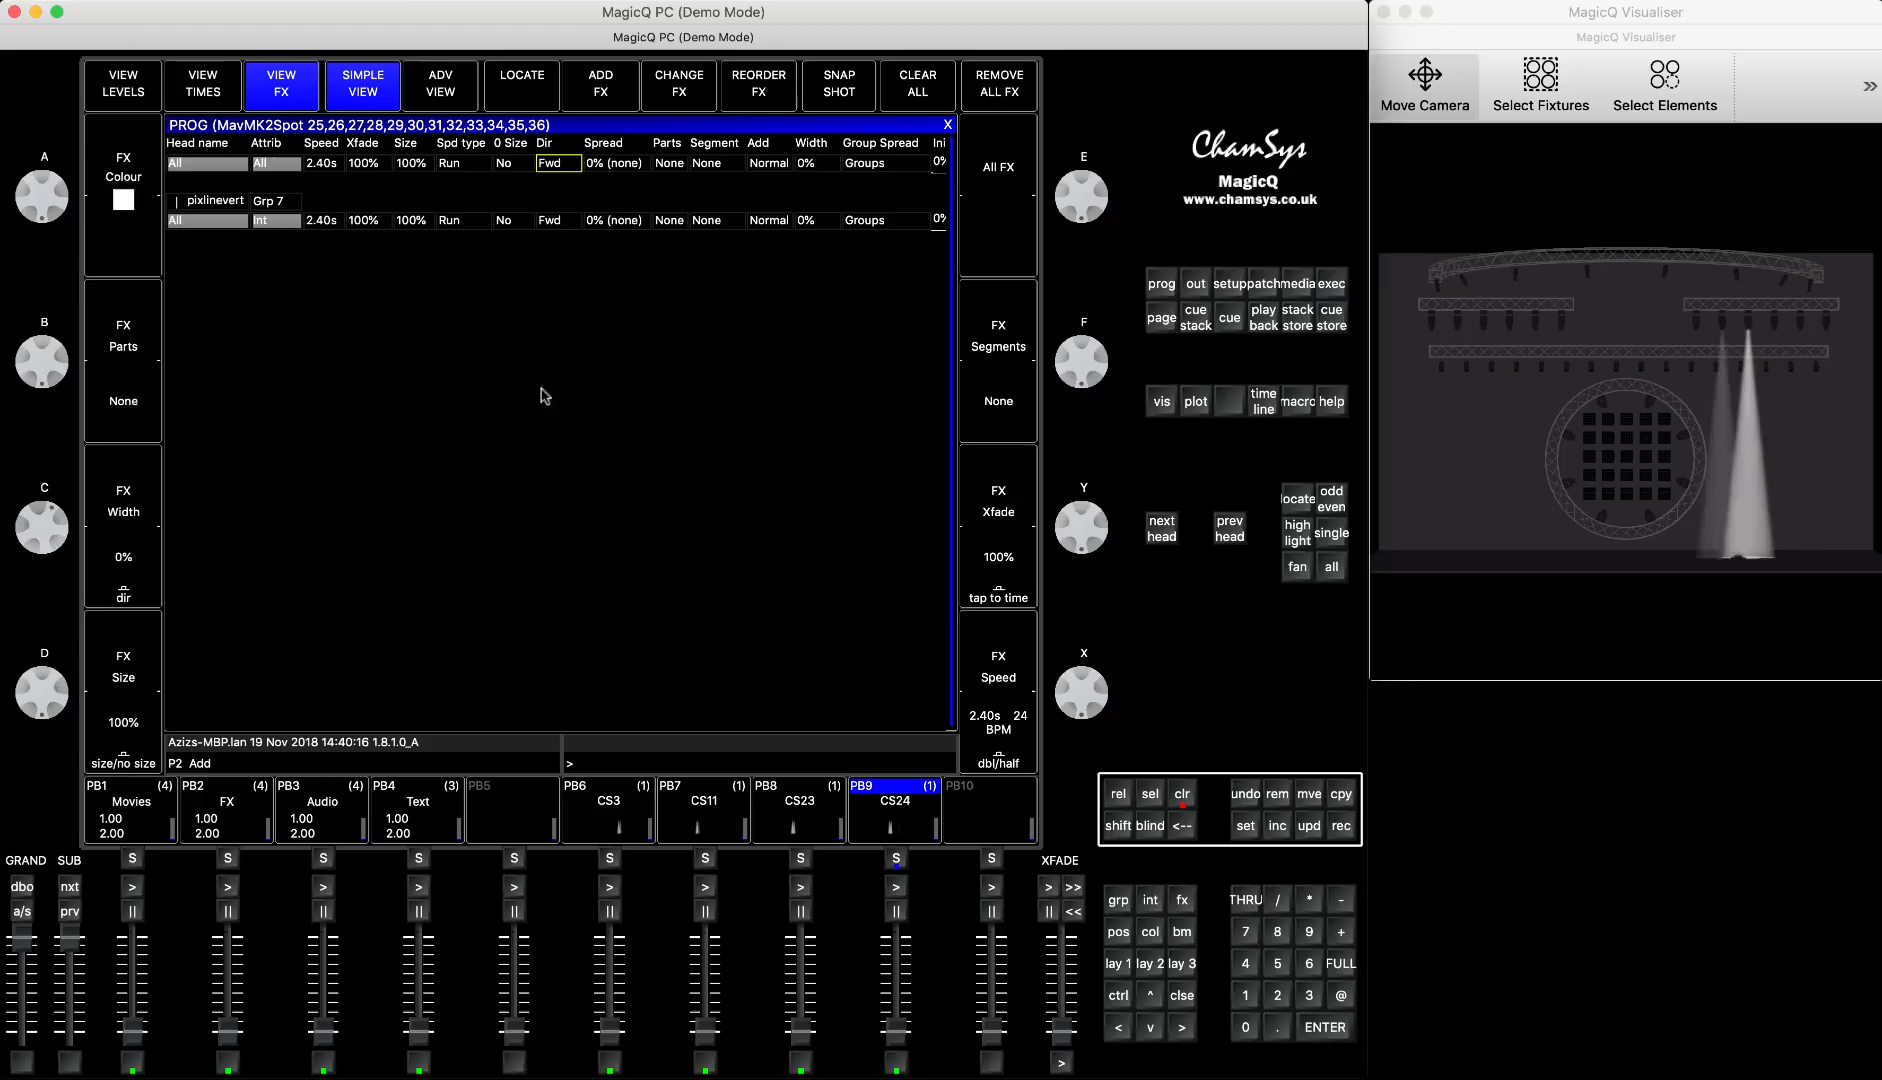 MagicQ PC (Demo Mode)
MagicQ PC (Demo Mode)
MagicQ Visualiser
MagicQ Visualiser
Move Camera Select Fixtures Select Elements »
VIEW LEVELS
VIEW TIMES
VIEW FX
SIMPLE VIEW
ADV VIEW
LOCATE
ADD FX
CHANGE FX
REORDER FX
SNAP SHOT
CLEAR ALL
REMOVE ALL FX
PROG (MavMK2Spot 25,26,27,28,29,30,31,32,33,34,35,36) X
Head name Attrib Speed Xfade Size Spd type 0 Size Dir Spread Parts Segment Add Width Group Spread Ini
All All 2.40s 100% 100% Run No Fwd 0% (none) None None Normal 0% Groups 0%
| pixlinevert Grp 7
All Int 2.40s 100% 100% Run No Fwd 0% (none) None None Normal 0% Groups 0%
A
FX
Colour
B
FX
Parts
None
C
FX
Width
0%
dir
D
FX
Size
100%
size/no size
All FX
E
FX
Segments
None
F
FX
Xfade
100%
tap to time
Y
FX
Speed
2.40s 24
BPM
dbl/half
X
ChamSys
MagicQ
www.chamsys.co.uk
prog out setup patch media exec
page cue stack cue play back stack store cue store
vis plot time line macro help
next head prev head
locate odd even
high light single
fan all
Azizs-MBP.lan 19 Nov 2018 14:40:16 1.8.1.0_A
P2 Add >
PB1 (4) PB2 (4) PB3 (4) PB4 (3) PB5 PB6 (1) PB7 (1) PB8 (1) PB9 (1) PB10
Movies FX Audio Text CS3 CS11 CS23 CS24
1.00 1.00 1.00 1.00
2.00 2.00 2.00 2.00
rel sel clr undo rem mve cpy
shift blind <-- set inc upd rec
GRAND SUB S S S S S S S S S S XFADE
dbo nxt > > > > > > > > > > > >>
a/s prv || || || || || || || || || || || <<
>
grp int fx THRU / * -
pos col bm 7 8 9 +
lay 1 lay 2 lay 3 4 5 6 FULL
ctrl ^ clse 1 2 3 @
< v > 0 . ENTER